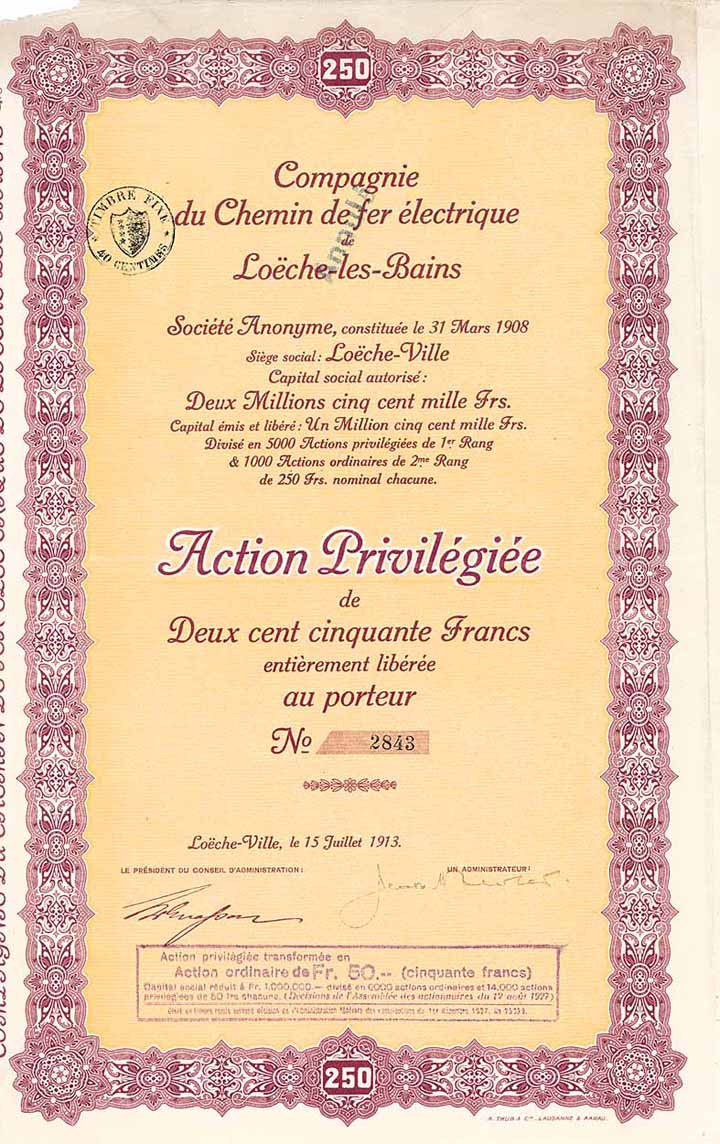 250
Compagnie
du Chemin de fer électrique
de
Loëche-les-Bains
TIMBRE FIXE
40 CENTIMES
Annulé
Société Anonyme, constituée le 31 Mars 1908
Siège social: Loëche-Ville
Capital social autorisé:
Deux Millions cinq cent mille Frs.
Capital émis et libéré: Un Million cinq cent mille Frs.
Divisé en 5000 Actions privilégiées de 1er Rang
& 1000 Actions ordinaires de 2me Rang
de 250 Frs. nominal chacune.
Action Privilégiée
de
Deux cent cinquante Francs
entièrement libérée
au porteur
No 2843
Loëche-Ville, le 15 Juillet 1913.
LE PRÉSIDENT DU CONSEIL D'ADMINISTRATION:
UN ADMINISTRATEUR:
Action privilégiée transformée en
Action ordinaire de Fr. 50.-- (cinquante francs)
Capital social réduit à Fr. 1,000,000.— divisé en 6000 actions ordinaires et 14,000 actions
privilégiées de 50 frs chacune. (Décisions de l'Assemblée des actionnaires du 12 août 1927)
250
A. THUR & Cie LAUSANNE & AARAU.